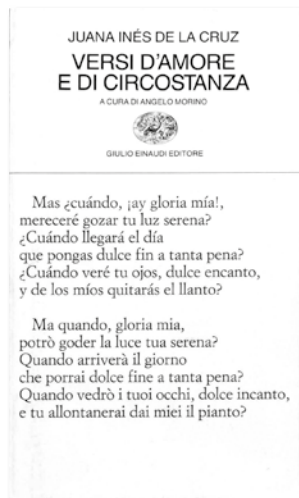 JUANA INÉS DE LA CRUZ
VERSI D'AMORE
E DI CIRCOSTANZA
A CURA DI ANGELO MORINO
GIULIO EINAUDI EDITORE
Mas ¿cuándo, ¡ay gloria mía!,
mereceré gozar tu luz serena?
¿Cuándo llegará el día
que pongas dulce fin a tanta pena?
¿Cuándo veré tu ojos, dulce encanto,
y de los míos quitarás el llanto?
Ma quando, gloria mia,
potrò goder la luce tua serena?
Quando arriverà il giorno
che porrai dolce fine a tanta pena?
Quando vedrò i tuoi occhi, dolce incanto,
e tu allontanerai dai miei il pianto?